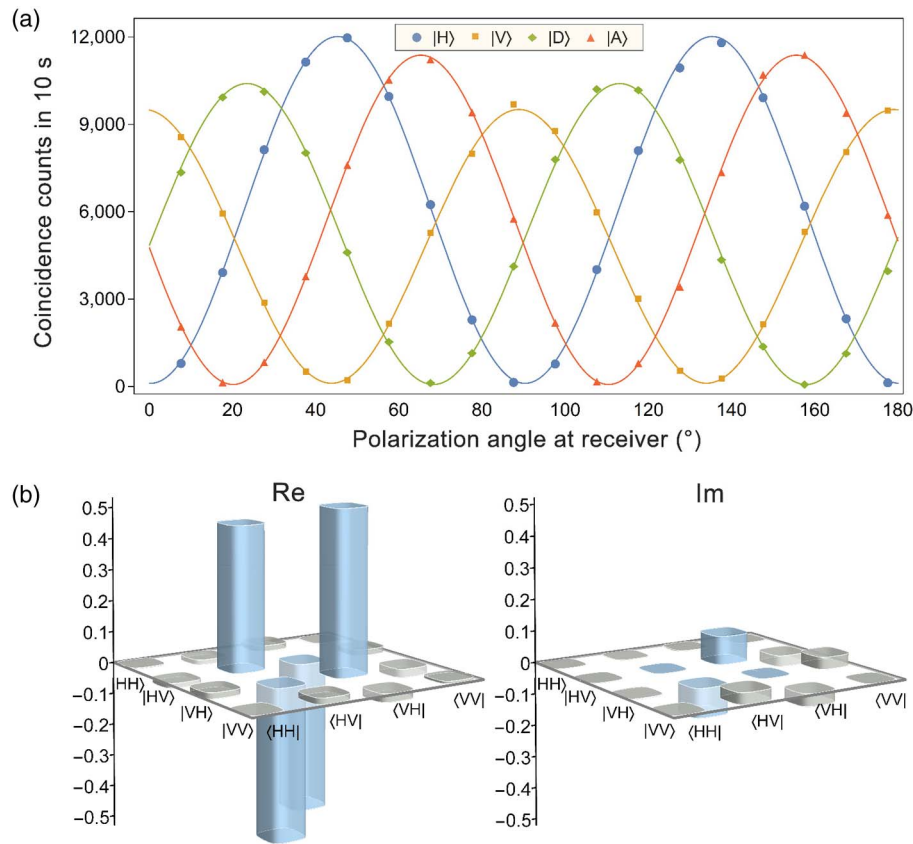 (a)
|H⟩ |V⟩ |D⟩ |A⟩
12,000
9,000
6,000
3,000
0
Coincidence counts in 10 s
0 20 40 60 80 100 120 140 160 180
Polarization angle at receiver (°)
(b)
Re
0.5
0.4
0.3
0.2
0.1
0
−0.1
−0.2
−0.3
−0.4
−0.5
|HH⟩
|HV⟩
|VH⟩
|VV⟩
⟨HH|
⟨HV|
⟨VH|
⟨VV|
Im
0.5
0.4
0.3
0.2
0.1
0
−0.1
−0.2
−0.3
−0.4
−0.5
|HH⟩
|HV⟩
|VH⟩
|VV⟩
⟨HH|
⟨HV|
⟨VH|
⟨VV|